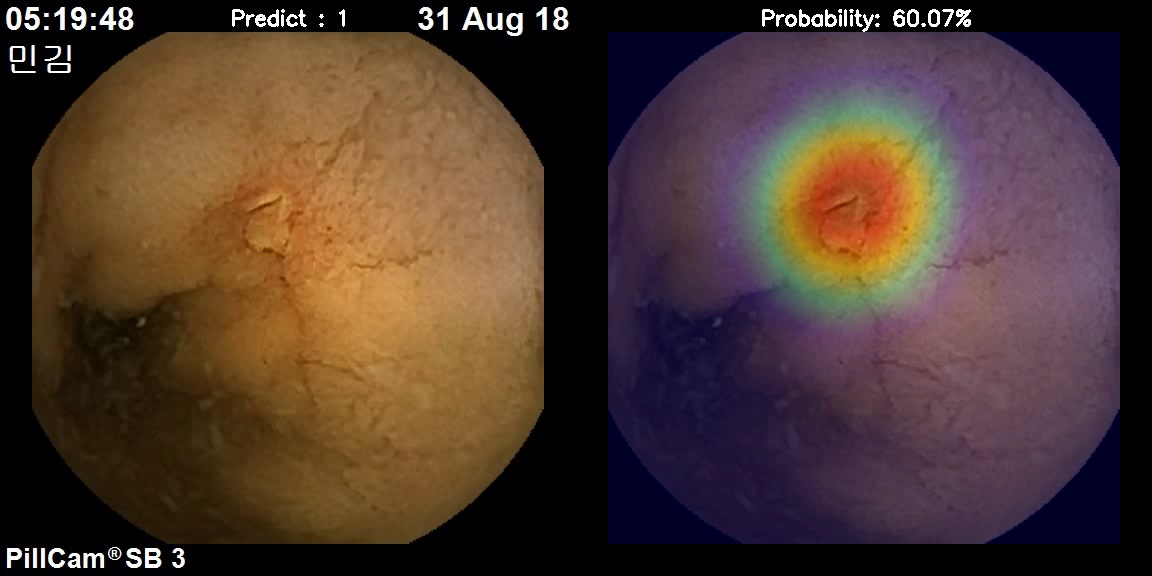 05:19:48 Predict : 1 31 Aug 18 Probability: 60.07%
민김
PillCam® SB 3